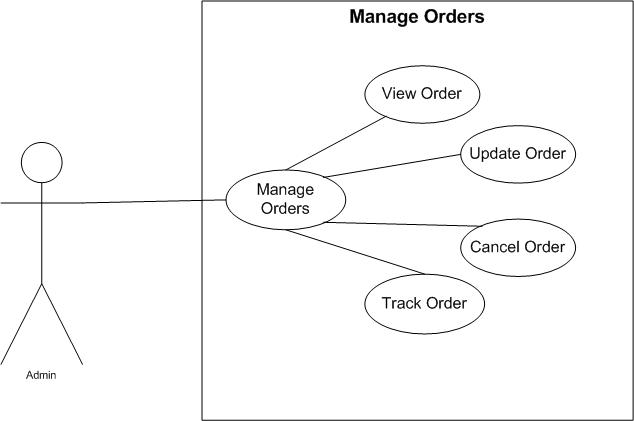 Manage Orders
View Order
Update Order
Manage
Orders
Cancel Order
Track Order
Admin